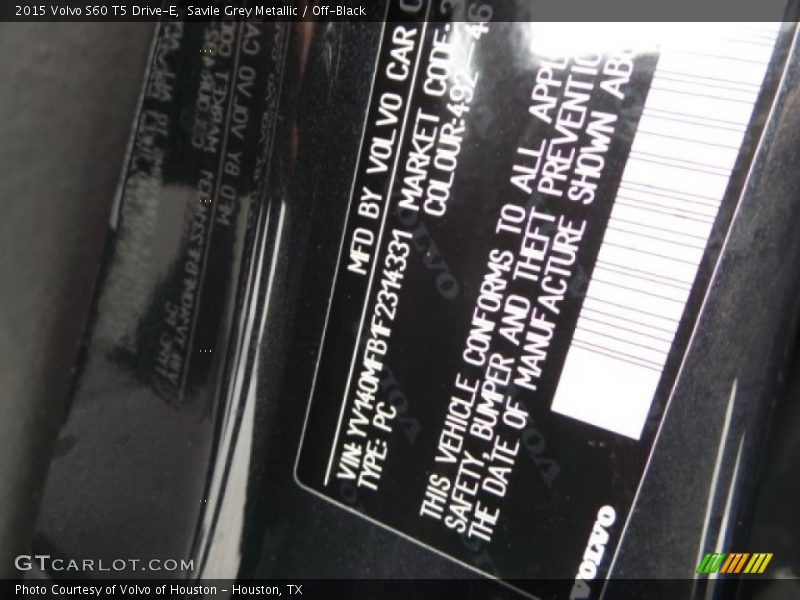 2015 Volvo S60 T5 Drive-E, Savile Grey Metallic / Off-Black
MFD BY VOLVO CAR
VIN: YV140MFB1F2314331 MARKET CODE:
TYPE: PC COLOUR:492 46
THIS VEHICLE CONFORMS TO ALL
SAFETY, BUMPER AND THEFT PREVENTIO
THE DATE OF MANUFACTURE SHOWN
VOLVO
GTCARLOT.COM
Photo Courtesy of Volvo of Houston - Houston, TX